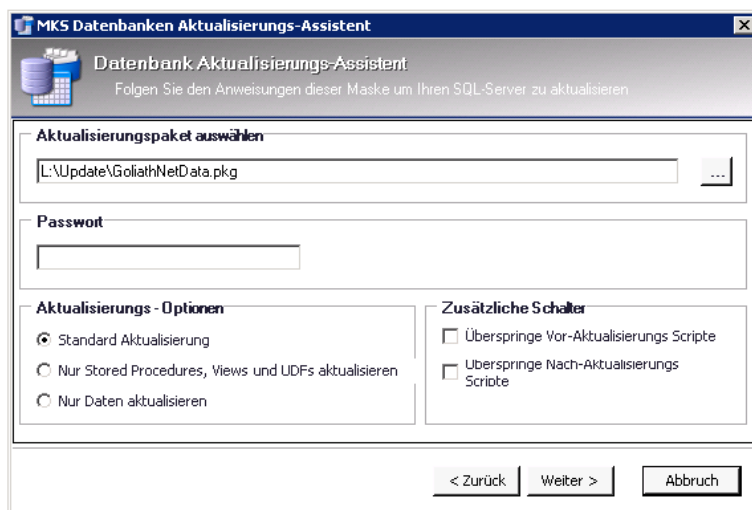 MKS Datenbanken Aktualisierungs-Assistent
Datenbank Aktualisierungs-Assistent
Folgen Sie den Anweisungen dieser Maske um Ihren SQL-Server zu aktualisieren
Aktualisierungspaket auswählen
L:\Update\GoliathNetData.pkg
...
Passwort
Aktualisierungs - Optionen
Standard Aktualisierung
Nur Stored Procedures, Views und UDFs aktualisieren
Nur Daten aktualisieren
Zusätzliche Schalter
Überspringe Vor-Aktualisierungs Scripte
Überspringe Nach-Aktualisierungs
Scripte
< Zurück
Weiter >
Abbruch